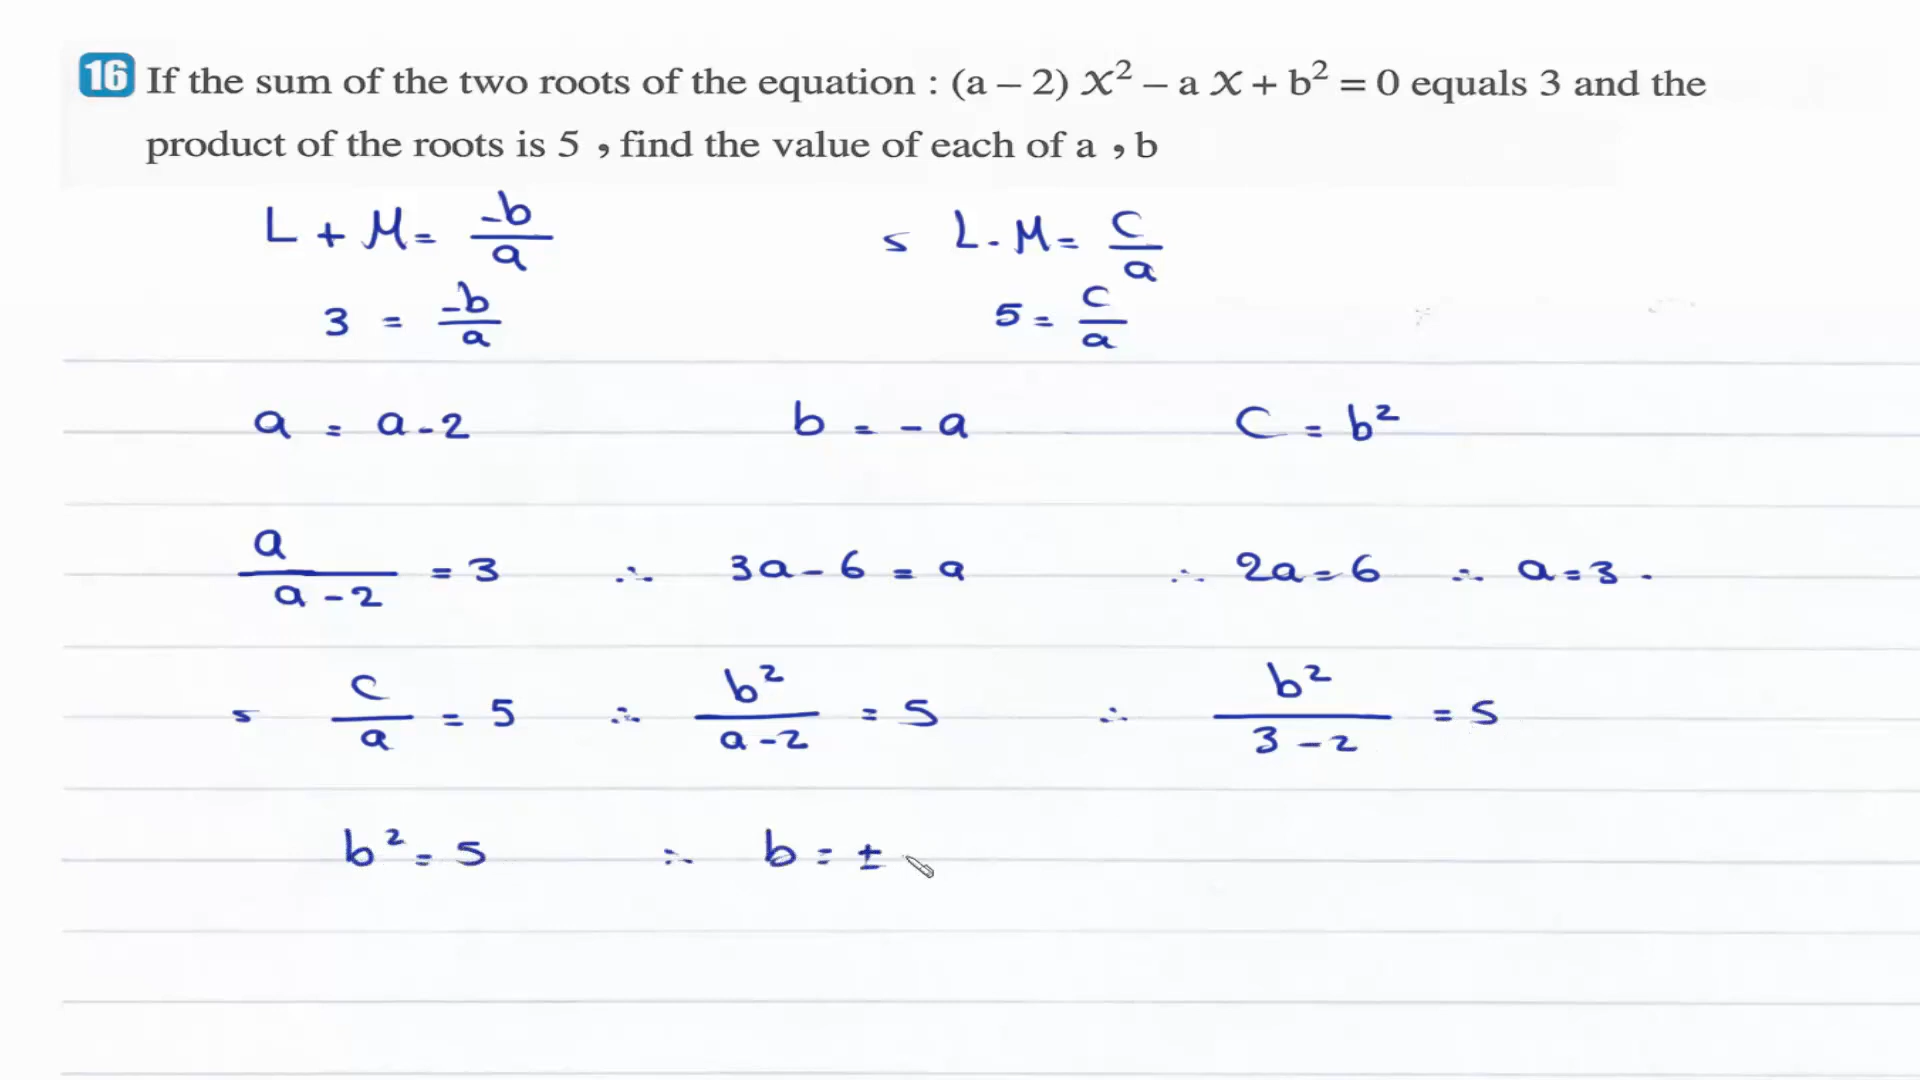 16 If the sum of the two roots of the equation : (a – 2) x² – a x + b² = 0 equals 3 and the
product of the roots is 5 , find the value of each of a , b
L + M = -b/a , L . M = c/a
3 = -b/a 5 = c/a
a = a - 2 b = - a C = b²
a/(a - 2) = 3 ∴ 3a - 6 = a ∴ 2a = 6 ∴ a = 3 .
, c/a = 5 ∴ b²/(a - 2) = 5 ∴ b²/(3 - 2) = 5
b² = 5 ∴ b = ±